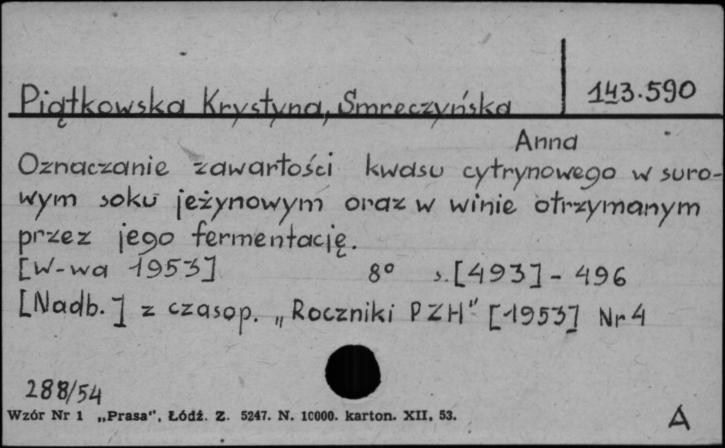 143.590
Piątkowska Krystyna, Smreczyńska
Anna
Oznaczanie zawartości kwasu cytrynowego w suro-
wym soku jeżynowym oraz w winie otrzymanym
przez jego fermentację.
[W-wa 1953] 8° s.[493]-496
[Nadb.] z czasop. „Roczniki PZH" [1953] Nr 4
288/54
Wzór Nr 1 „Prasa", Łódź. Z. 5247. N. 10000. karton. XII. 53.
A